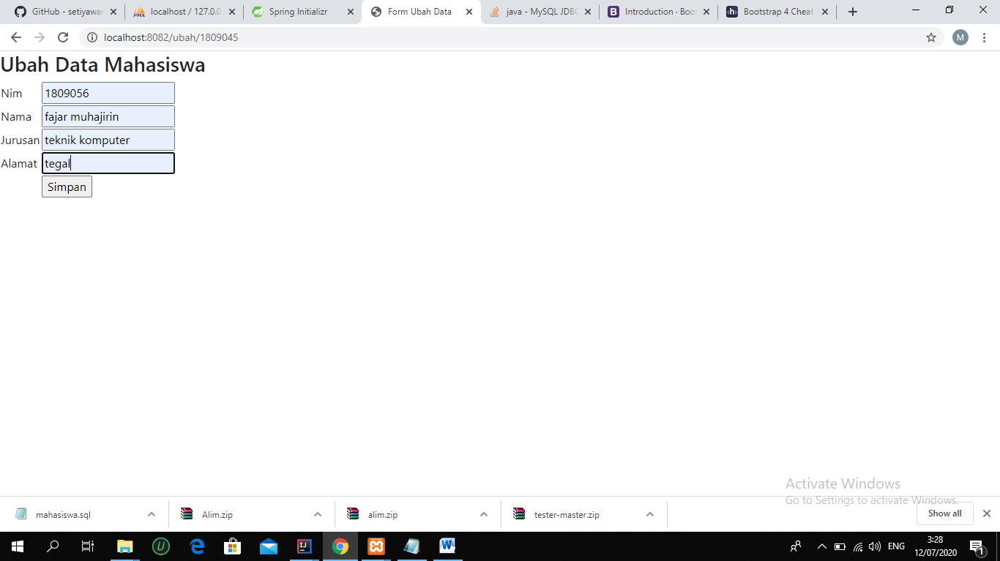 GitHub - setiyawan
localhost / 127.0.0.
Spring Initializr
Form Ubah Data
java - MySQL JDBC
Introduction · Boot
Bootstrap 4 Cheat
localhost:8082/ubah/1809045
M
Ubah Data Mahasiswa
Nim 1809056
Nama fajar muhajirin
Jurusan teknik komputer
Alamat tegal
Simpan
Activate Windows
Go to Settings to activate Windows.
mahasiswa.sql
Alim.zip
alim.zip
tester-master.zip
Show all
ENG
3:28
12/07/2020
1